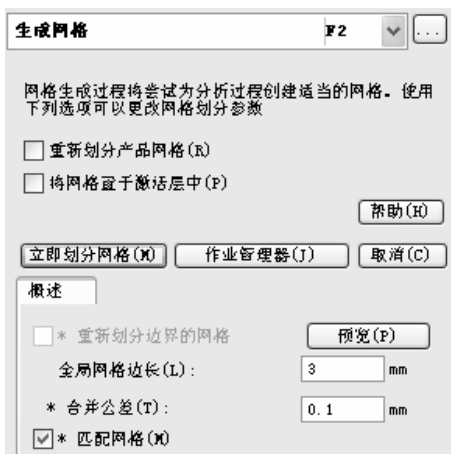 生成网格 F2 ...
网格生成过程将尝试为分析过程创建适当的网格。使用
下列选项可以更改网格划分参数
重新划分产品网格(R)
将网格置于激活层中(P)
帮助(H)
立即划分网格(M) 作业管理器(J) 取消(C)
概述
* 重新划分边界的网格 预览(P)
全局网格边长(L): 3 mm
* 合并公差(T): 0.1 mm
* 匹配网格(M)